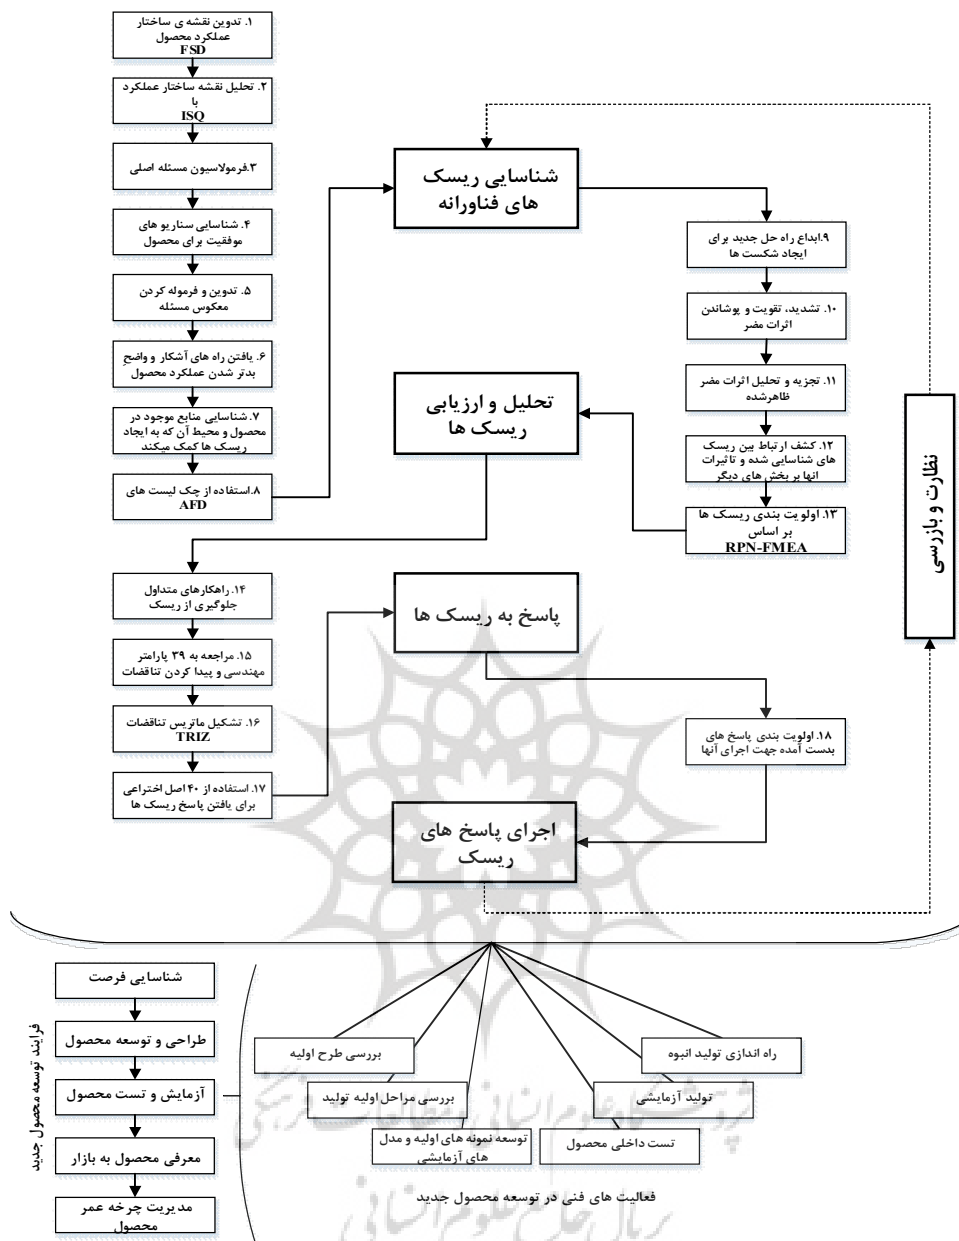 ۱. تدوین نقشه ی ساختار
عملکرد محصول
FSD
۲. تحلیل نقشه ساختار عملکرد
با
ISQ
۳.فرمولاسیون مسئله اصلی
۴. شناسایی سناریو های
موفقیت برای محصول
۵. تدوین و فرموله کردن
معکوس مسئله
۶. یافتن راه های آشکار و واضح
بدتر شدن عملکرد محصول
۷. شناسایی منابع موجود در
محصول و محیط آن که به ایجاد
ریسک ها کمک میکند
۸.استفاده از چک لیست های
AFD
شناسایی ریسک
های فناورانه
۹.ابداع راه حل جدید برای
ایجاد شکست ها
۱۰. تشدید، تقویت و پوشاندن
اثرات مضر
۱۱. تجزیه و تحلیل اثرات مضر
ظاهرشده
۱۲. کشف ارتباط بین ریسک
های شناسایی شده و تاثیرات
انها بر بخش های دیگر
۱۳. اولویت بندی ریسک ها
بر اساس
RPN-FMEA
تحلیل و ارزیابی
ریسک ها
۱۴. راهکارهای متداول
جلوگیری از ریسک
۱۵. مراجعه به ۳۹ پارامتر
مهندسی و پیدا کردن تناقضات
۱۶. تشکیل ماتریس تناقضات
TRIZ
۱۷. استفاده از ۴۰ اصل اختراعی
برای یافتن پاسخ ریسک ها
پاسخ به ریسک ها
۱۸. اولویت بندی پاسخ های
بدست آمده جهت اجرای آنها
اجرای پاسخ های
ریسک
نظارت و بازرسی
فرایند توسعه محصول جدید
شناسایی فرصت
طراحی و توسعه محصول
آزمایش و تست محصول
معرفی محصول به بازار
مدیریت چرخه عمر
محصول
بررسی طرح اولیه
بررسی مراحل اولیه تولید
توسعه نمونه های اولیه و مدل
های آزمایشی
تست داخلی محصول
تولید آزمایشی
راه اندازی تولید انبوه
فعالیت های فنی در توسعه محصول جدید
پژوهشگاه علوم انسانی و مطالعات فرهنگی
پرتال جامع علوم انسانی